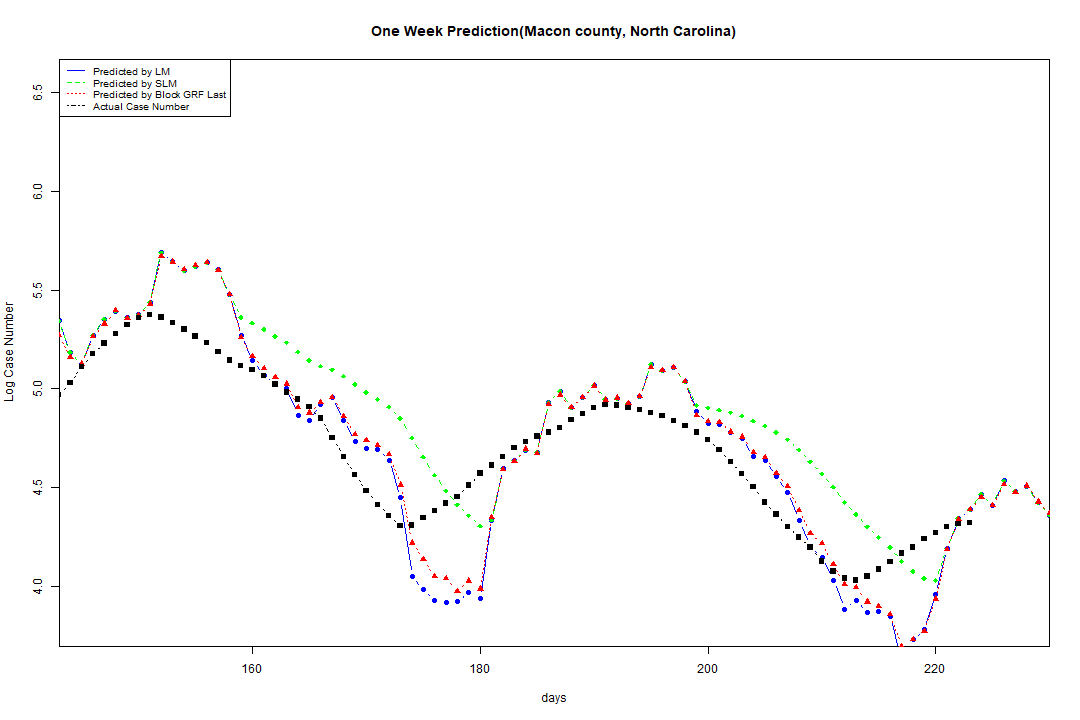 One Week Prediction(Macon county, North Carolina)
Predicted by LM
Predicted by SLM
Predicted by Block GRF Last
Actual Case Number
6.5
6.0
5.5
5.0
4.5
4.0
Log Case Number
160 180 200 220
days